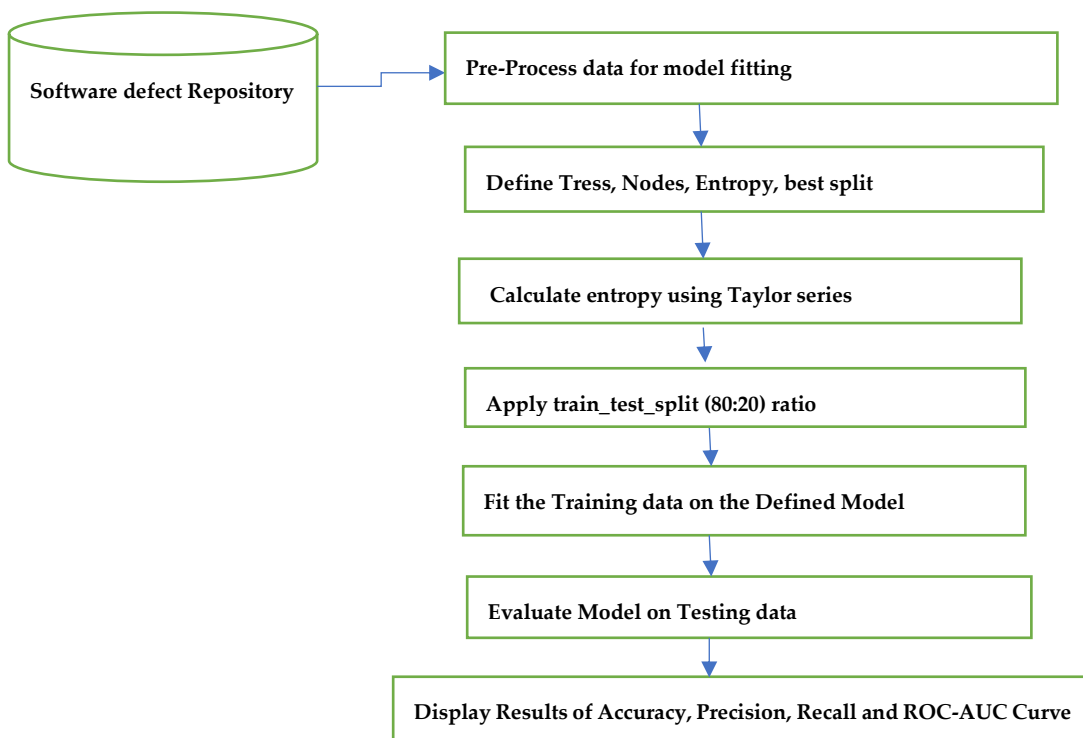 Software defect Repository
Pre-Process data for model fitting
Define Tress, Nodes, Entropy, best split
Calculate entropy using Taylor series
Apply train_test_split (80:20) ratio
Fit the Training data on the Defined Model
Evaluate Model on Testing data
Display Results of Accuracy, Precision, Recall and ROC-AUC Curve